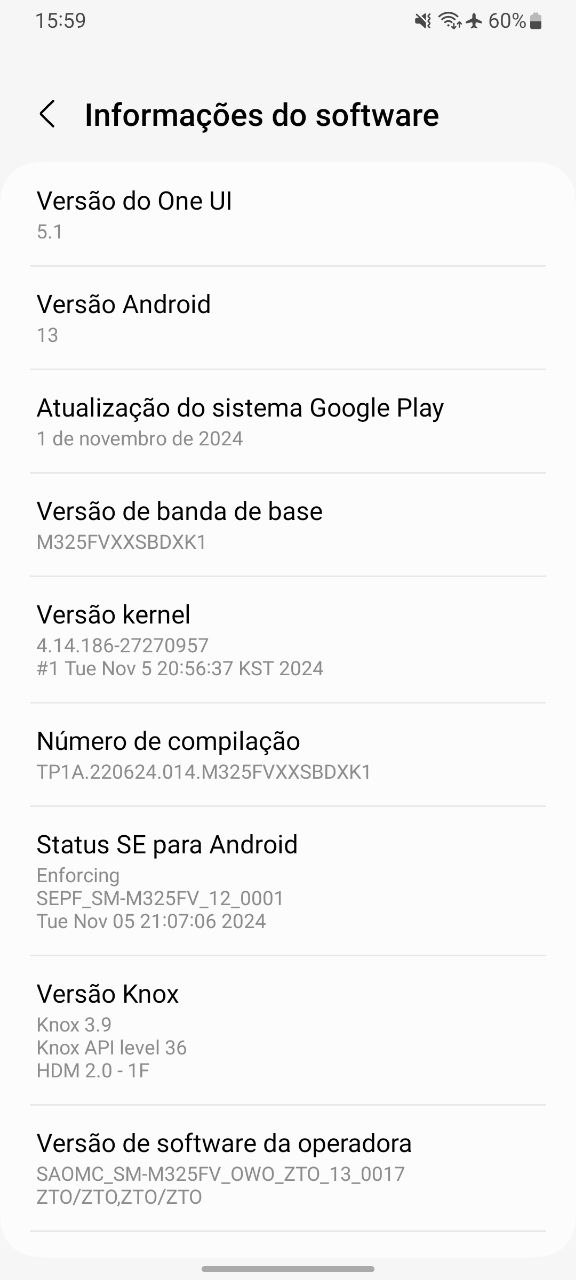 15:59
60%
Informações do software
Versão do One UI
5.1
Versão Android
13
Atualização do sistema Google Play
1 de novembro de 2024
Versão de banda de base
M325FVXXSBDXK1
Versão kernel
4.14.186-27270957
#1 Tue Nov 5 20:56:37 KST 2024
Número de compilação
TP1A.220624.014.M325FVXXSBDXK1
Status SE para Android
Enforcing
SEPF_SM-M325FV_12_0001
Tue Nov 05 21:07:06 2024
Versão Knox
Knox 3.9
Knox API level 36
HDM 2.0 - 1F
Versão de software da operadora
SAOMC_SM-M325FV_OWO_ZTO_13_0017
ZTO/ZTO,ZTO/ZTO